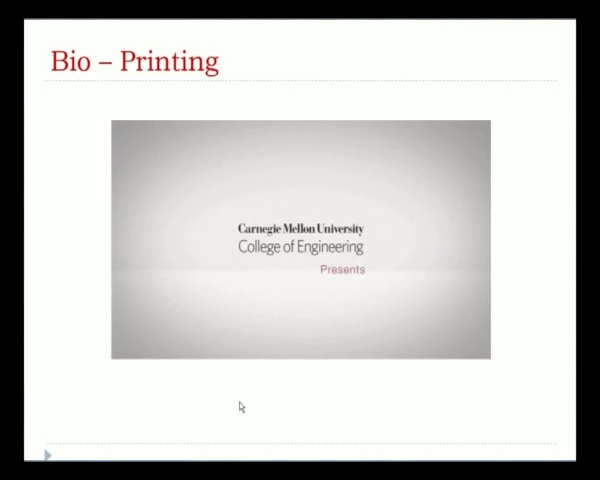 Bio – Printing
Carnegie Mellon University
College of Engineering
Presents